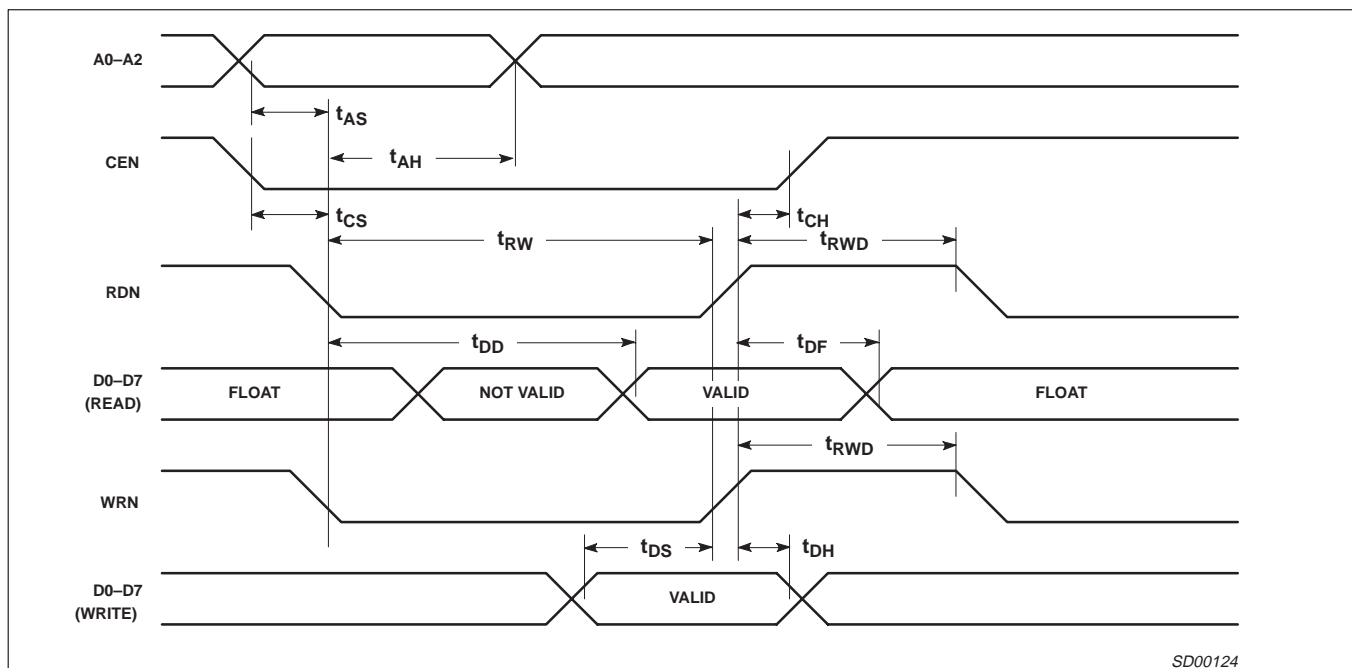 A0–A2
tAS
tAH
CEN
tCS
tCH
tRW
tRWD
RDN
tDD
tDF
D0–D7
(READ)
FLOAT
NOT VALID
VALID
FLOAT
tRWD
WRN
tDS
tDH
D0–D7
(WRITE)
VALID
SD00124